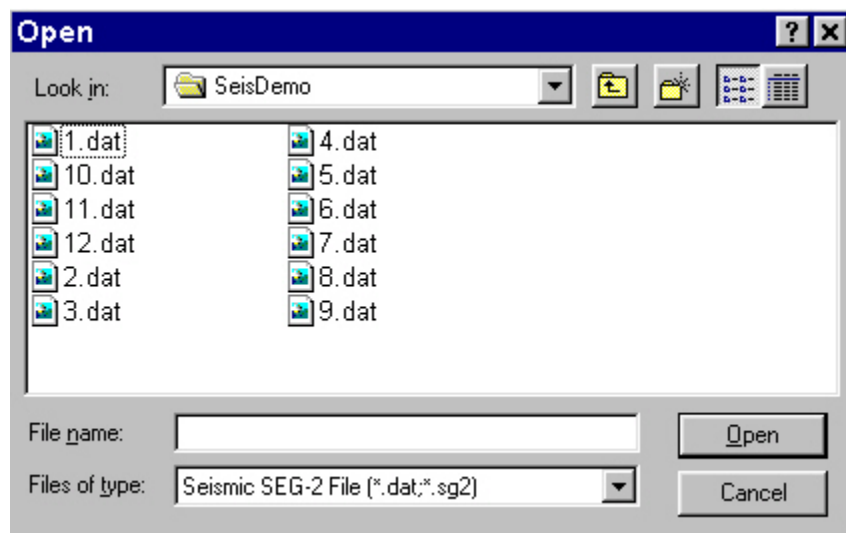 Open
Look in: SeisDemo
1.dat 4.dat
10.dat 5.dat
11.dat 6.dat
12.dat 7.dat
2.dat 8.dat
3.dat 9.dat
File name: Open
Files of type: Seismic SEG-2 File (*.dat;*.sg2) Cancel